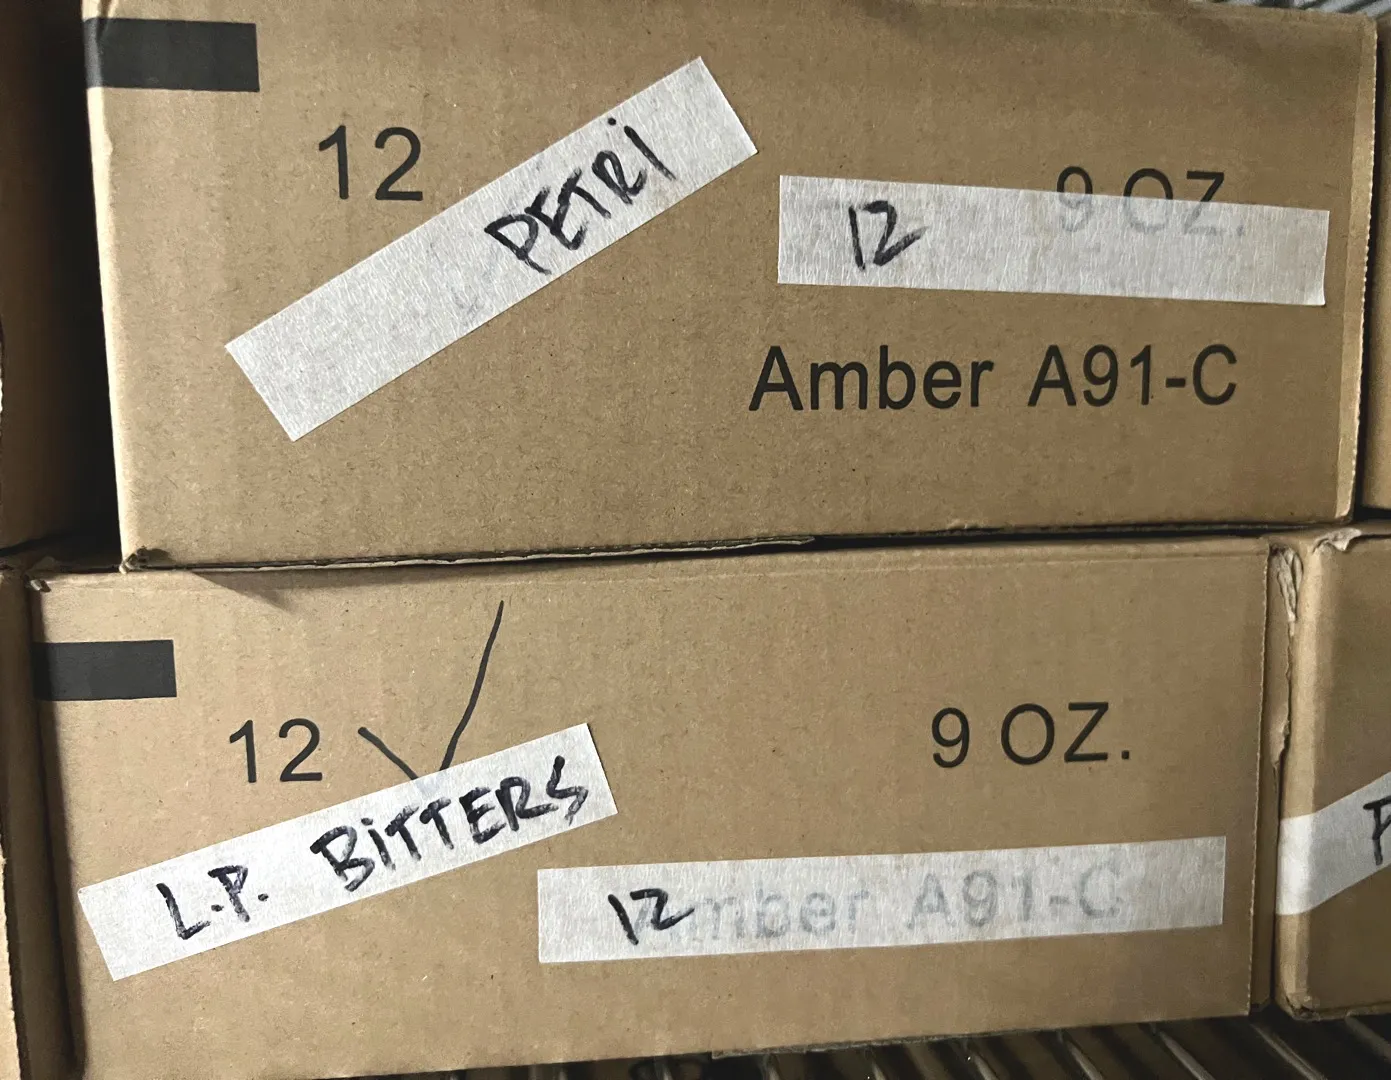 12
PETRi
12
9 OZ.
Amber A91-C
12
9 OZ.
L.P. BiTTERS
12
Amber A91-C